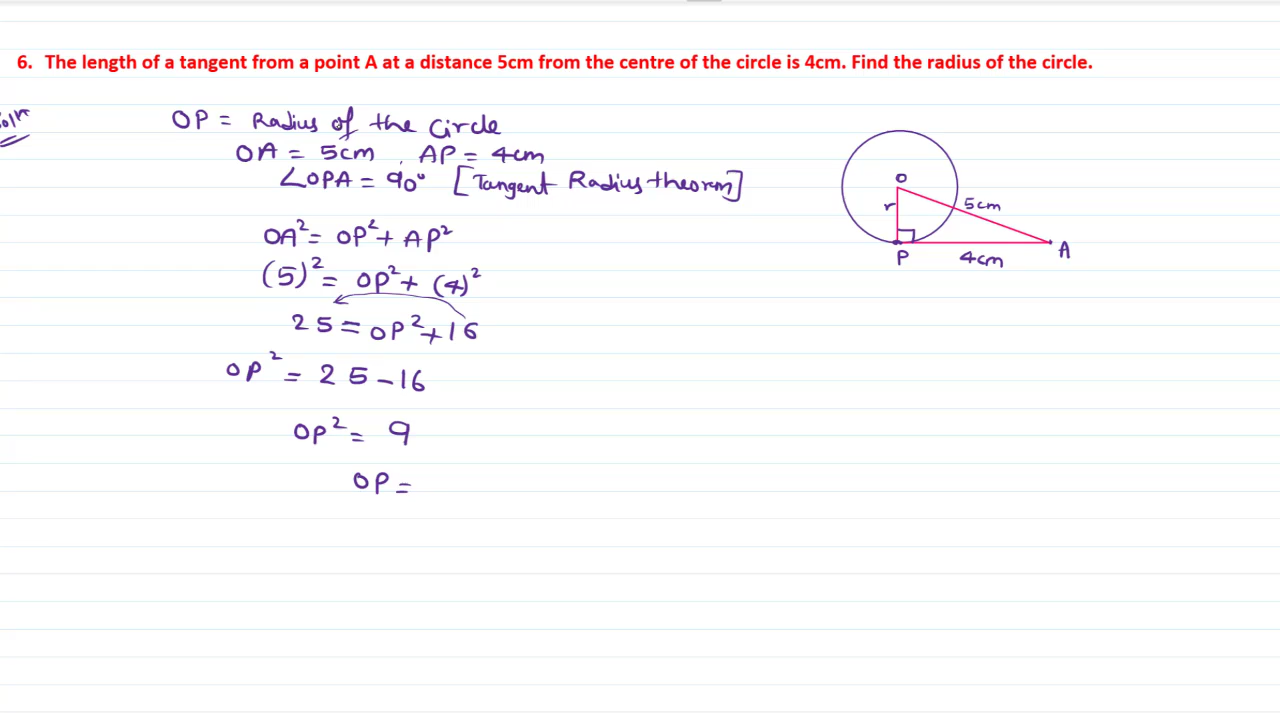 6. The length of a tangent from a point A at a distance 5cm from the centre of the circle is 4cm. Find the radius of the circle.
OP = Radius of the Circle
OA = 5cm , AP = 4cm
∠OPA = 90° [Tangent Radius theorm]
OA² = OP² + AP²
(5)² = OP² + (4)²
25 = OP² + 16
OP² = 25 - 16
OP² = 9
OP =
O
r
5cm
P
4cm
A